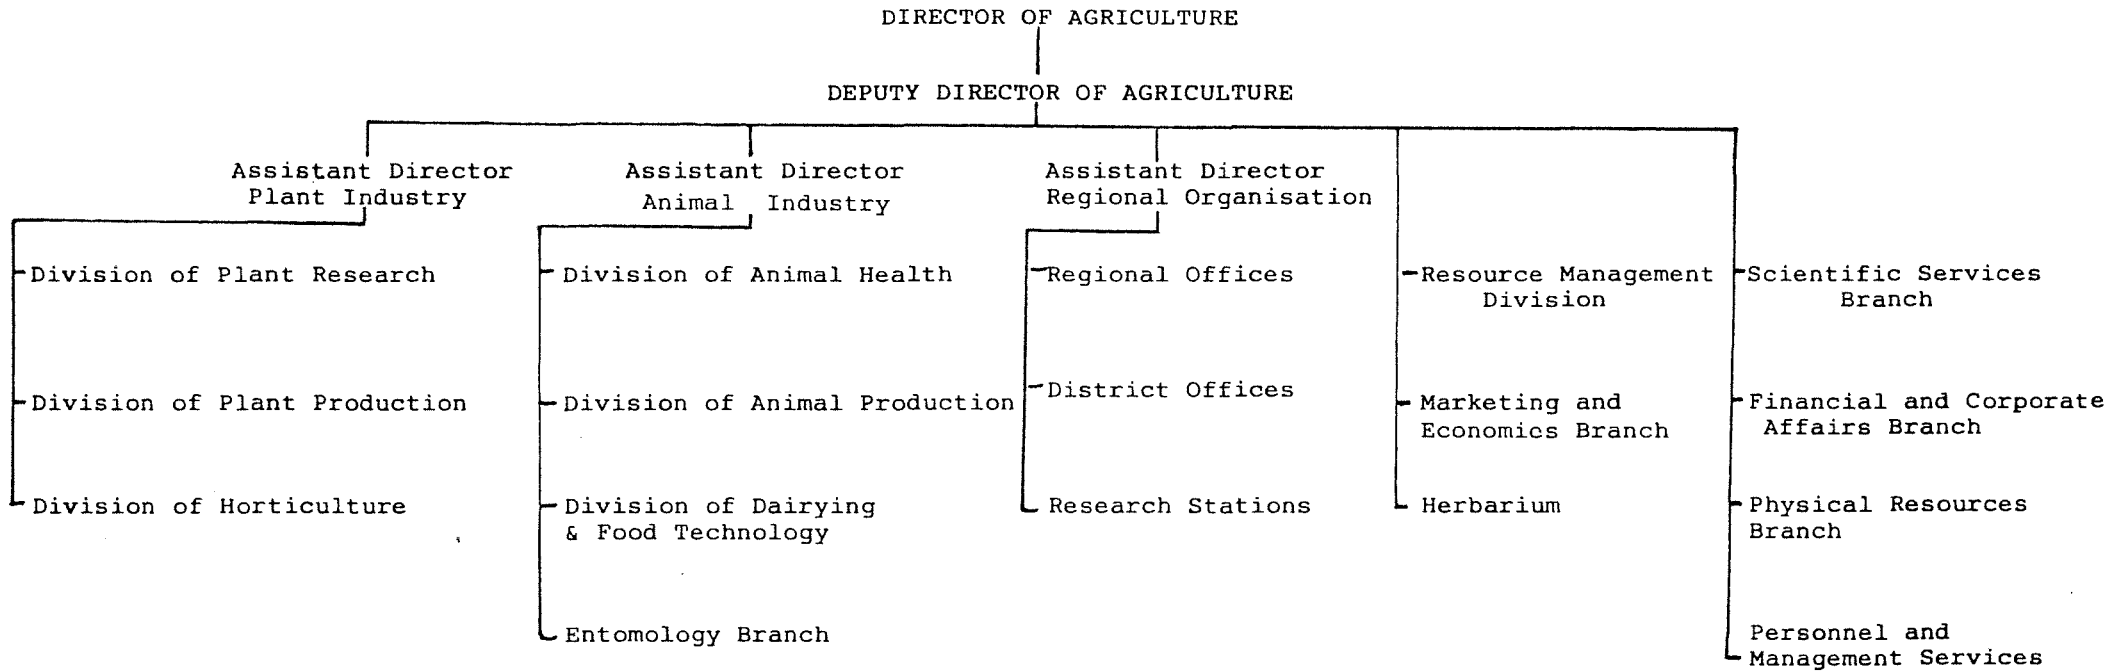 DIRECTOR OF AGRICULTURE
DEPUTY DIRECTOR OF AGRICULTURE
Assistant Director
Plant Industry
Assistant Director
Animal Industry
Assistant Director
Regional Organisation
Division of Plant Research
Division of Plant Production
Division of Horticulture
Division of Animal Health
Division of Animal Production
Division of Dairying
& Food Technology
Entomology Branch
Regional Offices
District Offices
Research Stations
Resource Management
Division
Marketing and
Economics Branch
Herbarium
Scientific Services
Branch
Financial and Corporate
Affairs Branch
Physical Resources
Branch
Personnel and
Management Services